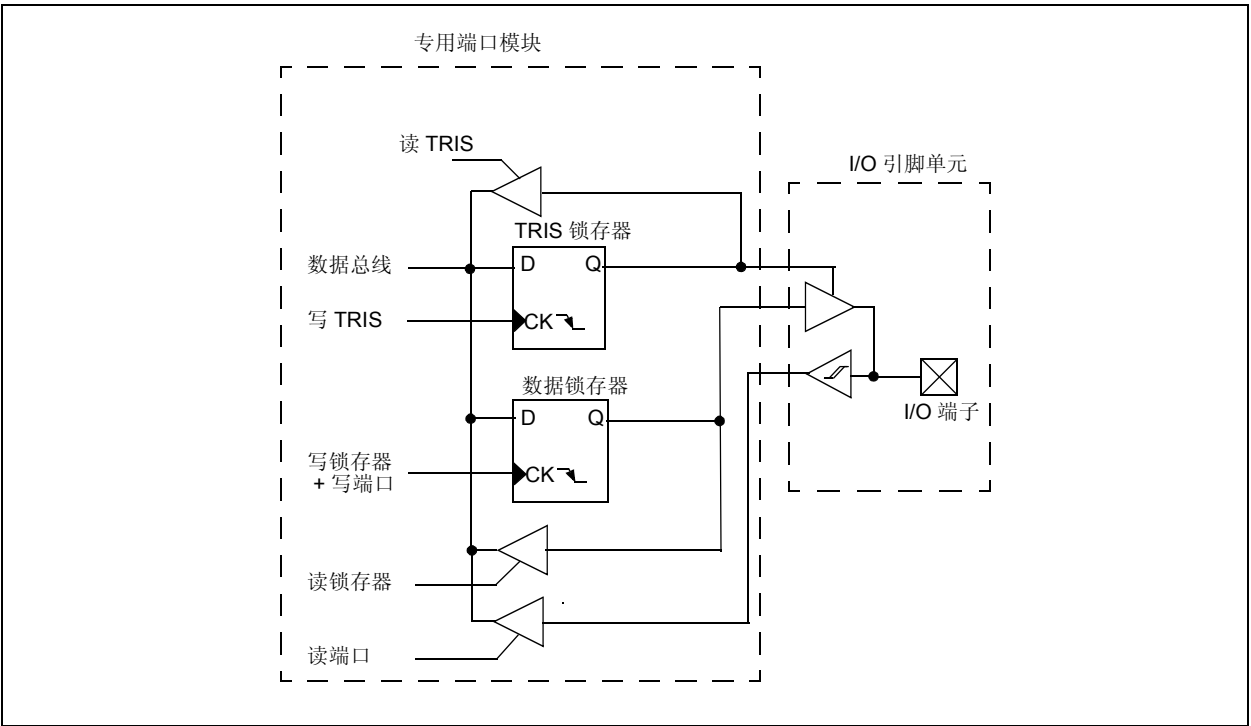 专用端口模块
读 TRIS
I/O 引脚单元
TRIS 锁存器
数据总线
D
Q
写 TRIS
CK
数据锁存器
I/O 端子
D
Q
写锁存器
+ 写端口
CK
读锁存器
读端口